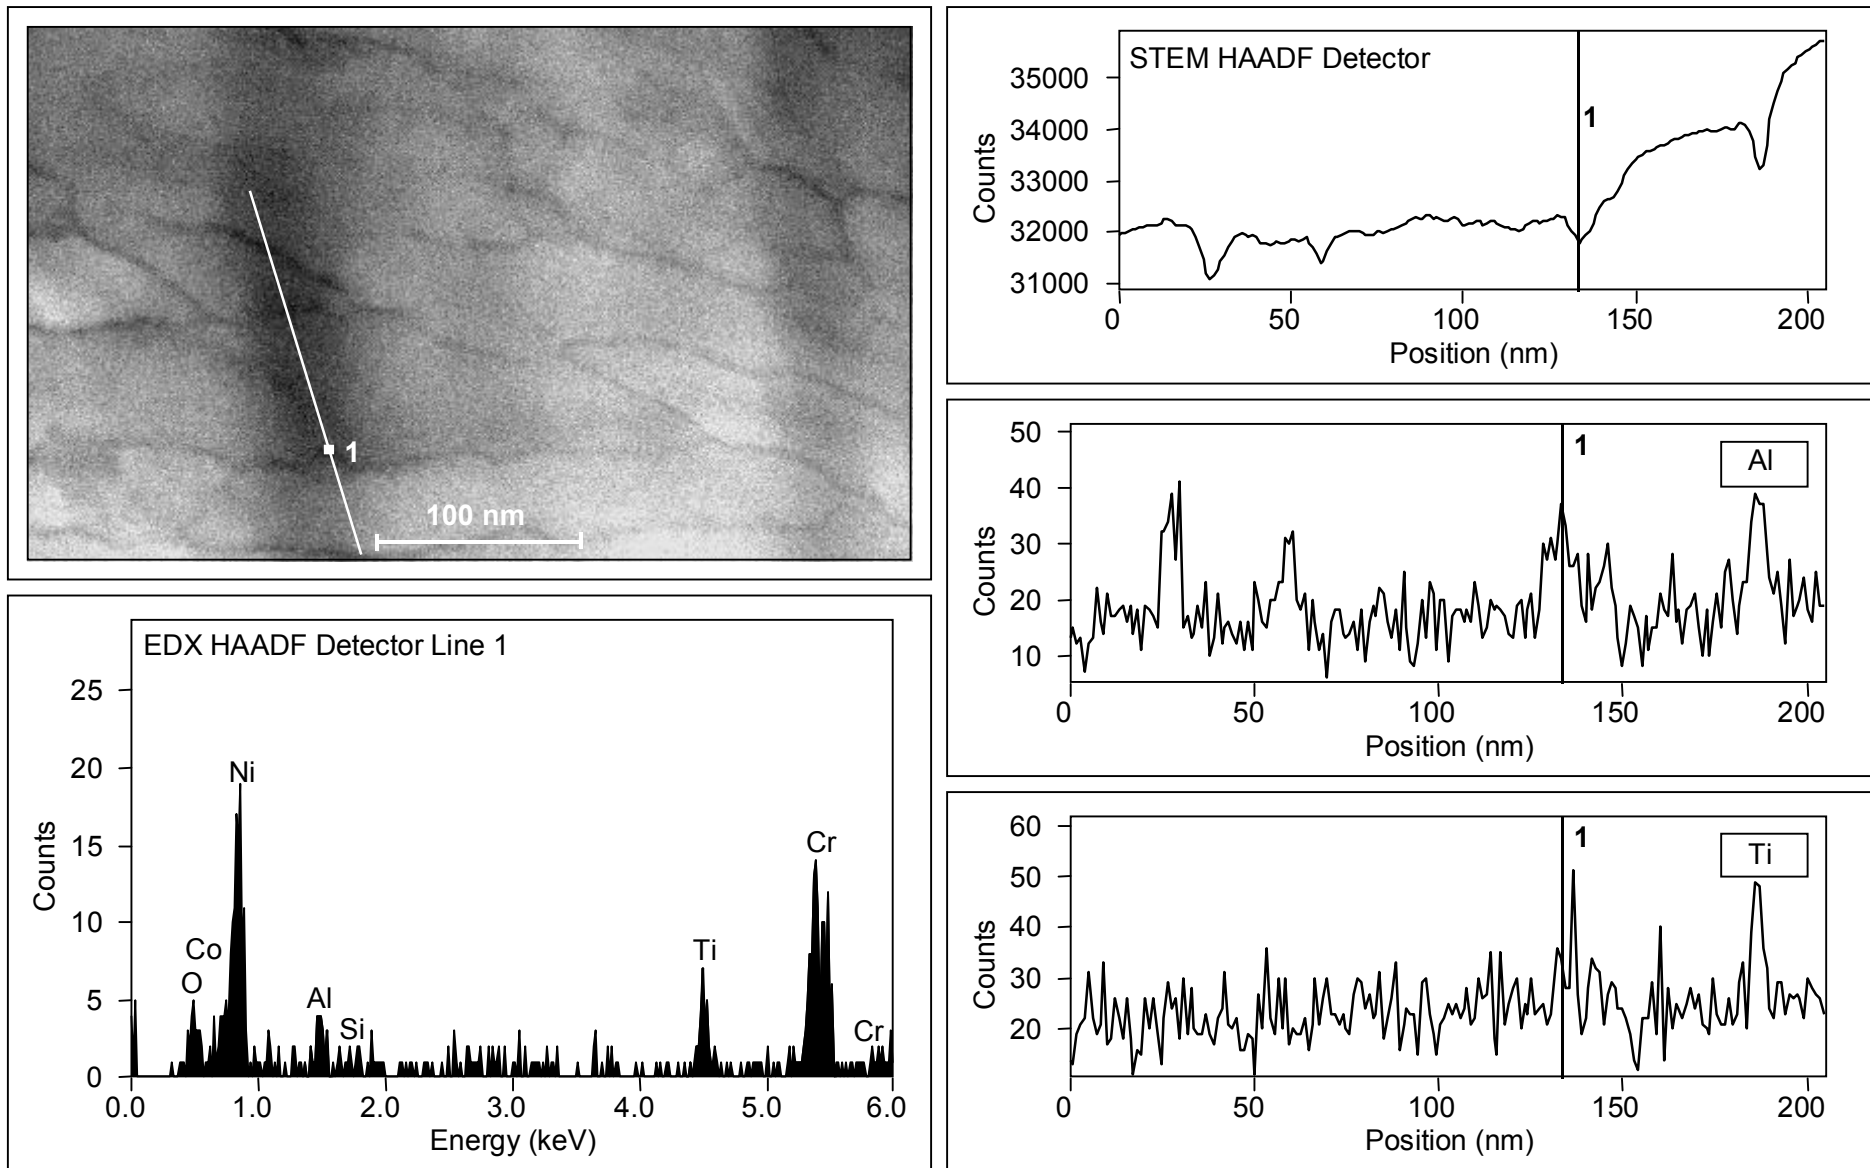 1
100 nm
EDX HAADF Detector Line 1
25
20
15
10
5
0
Counts
Ni
Co
O
Al
Si
Ti
Cr
Cr
0.0 1.0 2.0 3.0 4.0 5.0 6.0
Energy (keV)
STEM HAADF Detector
1
35000
34000
33000
32000
31000
Counts
0 50 100 150 200
Position (nm)
1
Al
50
40
30
20
10
Counts
0 50 100 150 200
Position (nm)
1
Ti
60
50
40
30
20
Counts
0 50 100 150 200
Position (nm)